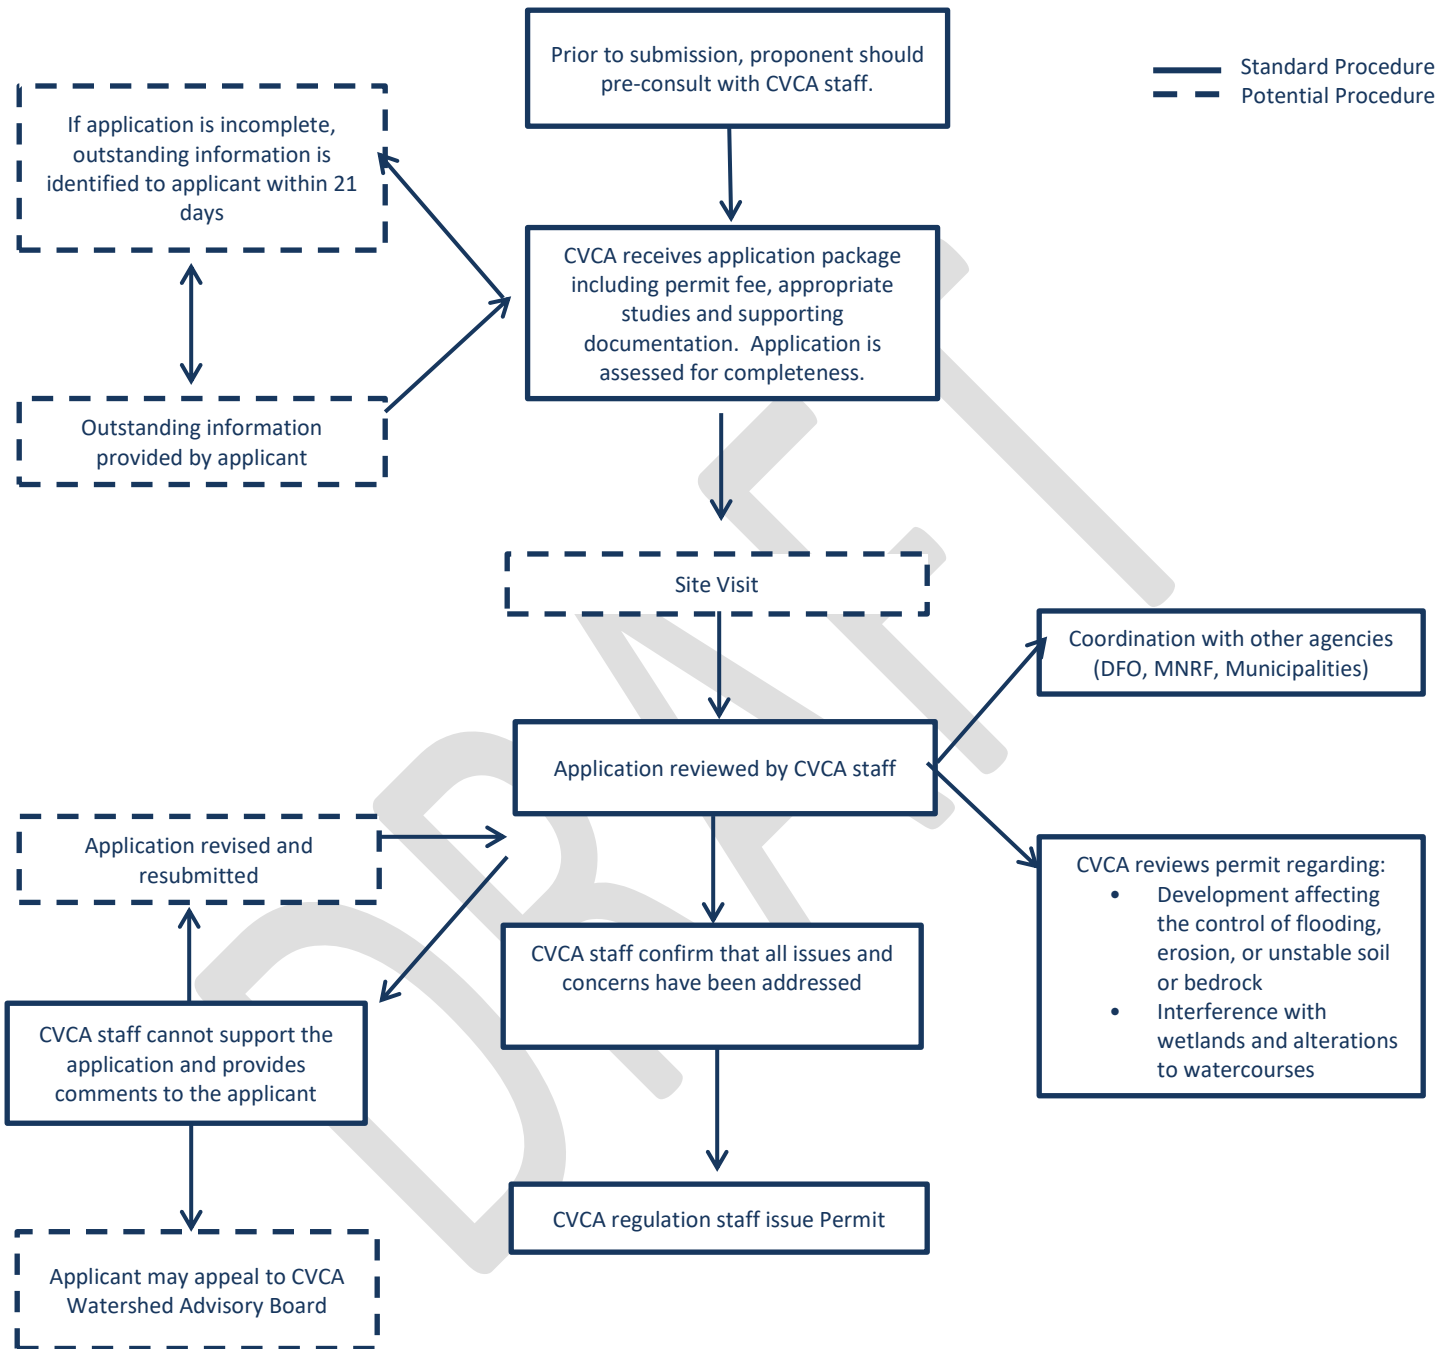 Prior to submission, proponent should
pre-consult with CVCA staff.
Standard Procedure
Potential Procedure
If application is incomplete,
outstanding information is
identified to applicant within 21
days
CVCA receives application package
including permit fee, appropriate
studies and supporting
documentation.  Application is
assessed for completeness.
Outstanding information
provided by applicant
Site Visit
Coordination with other agencies
(DFO, MNRF, Municipalities)
Application reviewed by CVCA staff
Application revised and
resubmitted
CVCA reviews permit regarding:
• Development affecting
the control of flooding,
erosion, or unstable soil
or bedrock
• Interference with
wetlands and alterations
to watercourses
CVCA staff confirm that all issues and
concerns have been addressed
CVCA staff cannot support the
application and provides
comments to the applicant
CVCA regulation staff issue Permit
Applicant may appeal to CVCA
Watershed Advisory Board
DRAFT